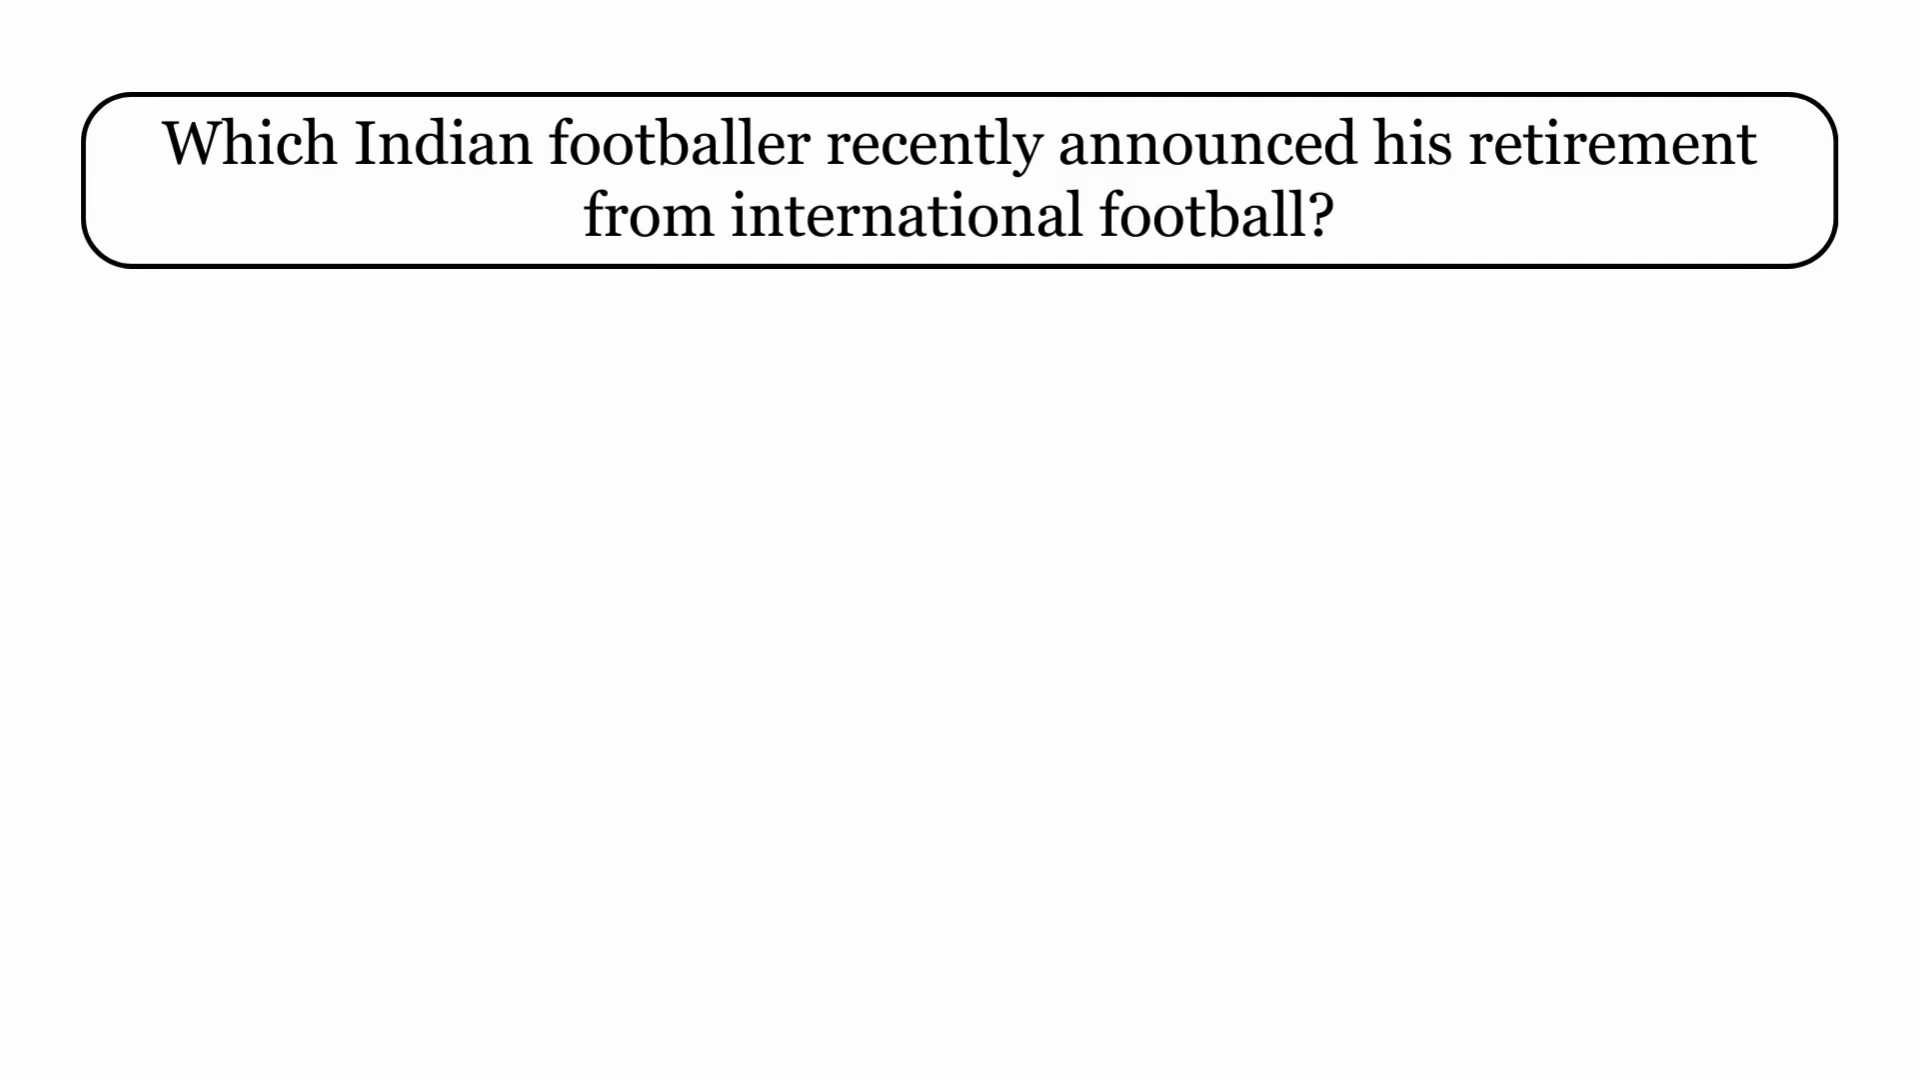 Which Indian footballer recently announced his retirement
from international football?